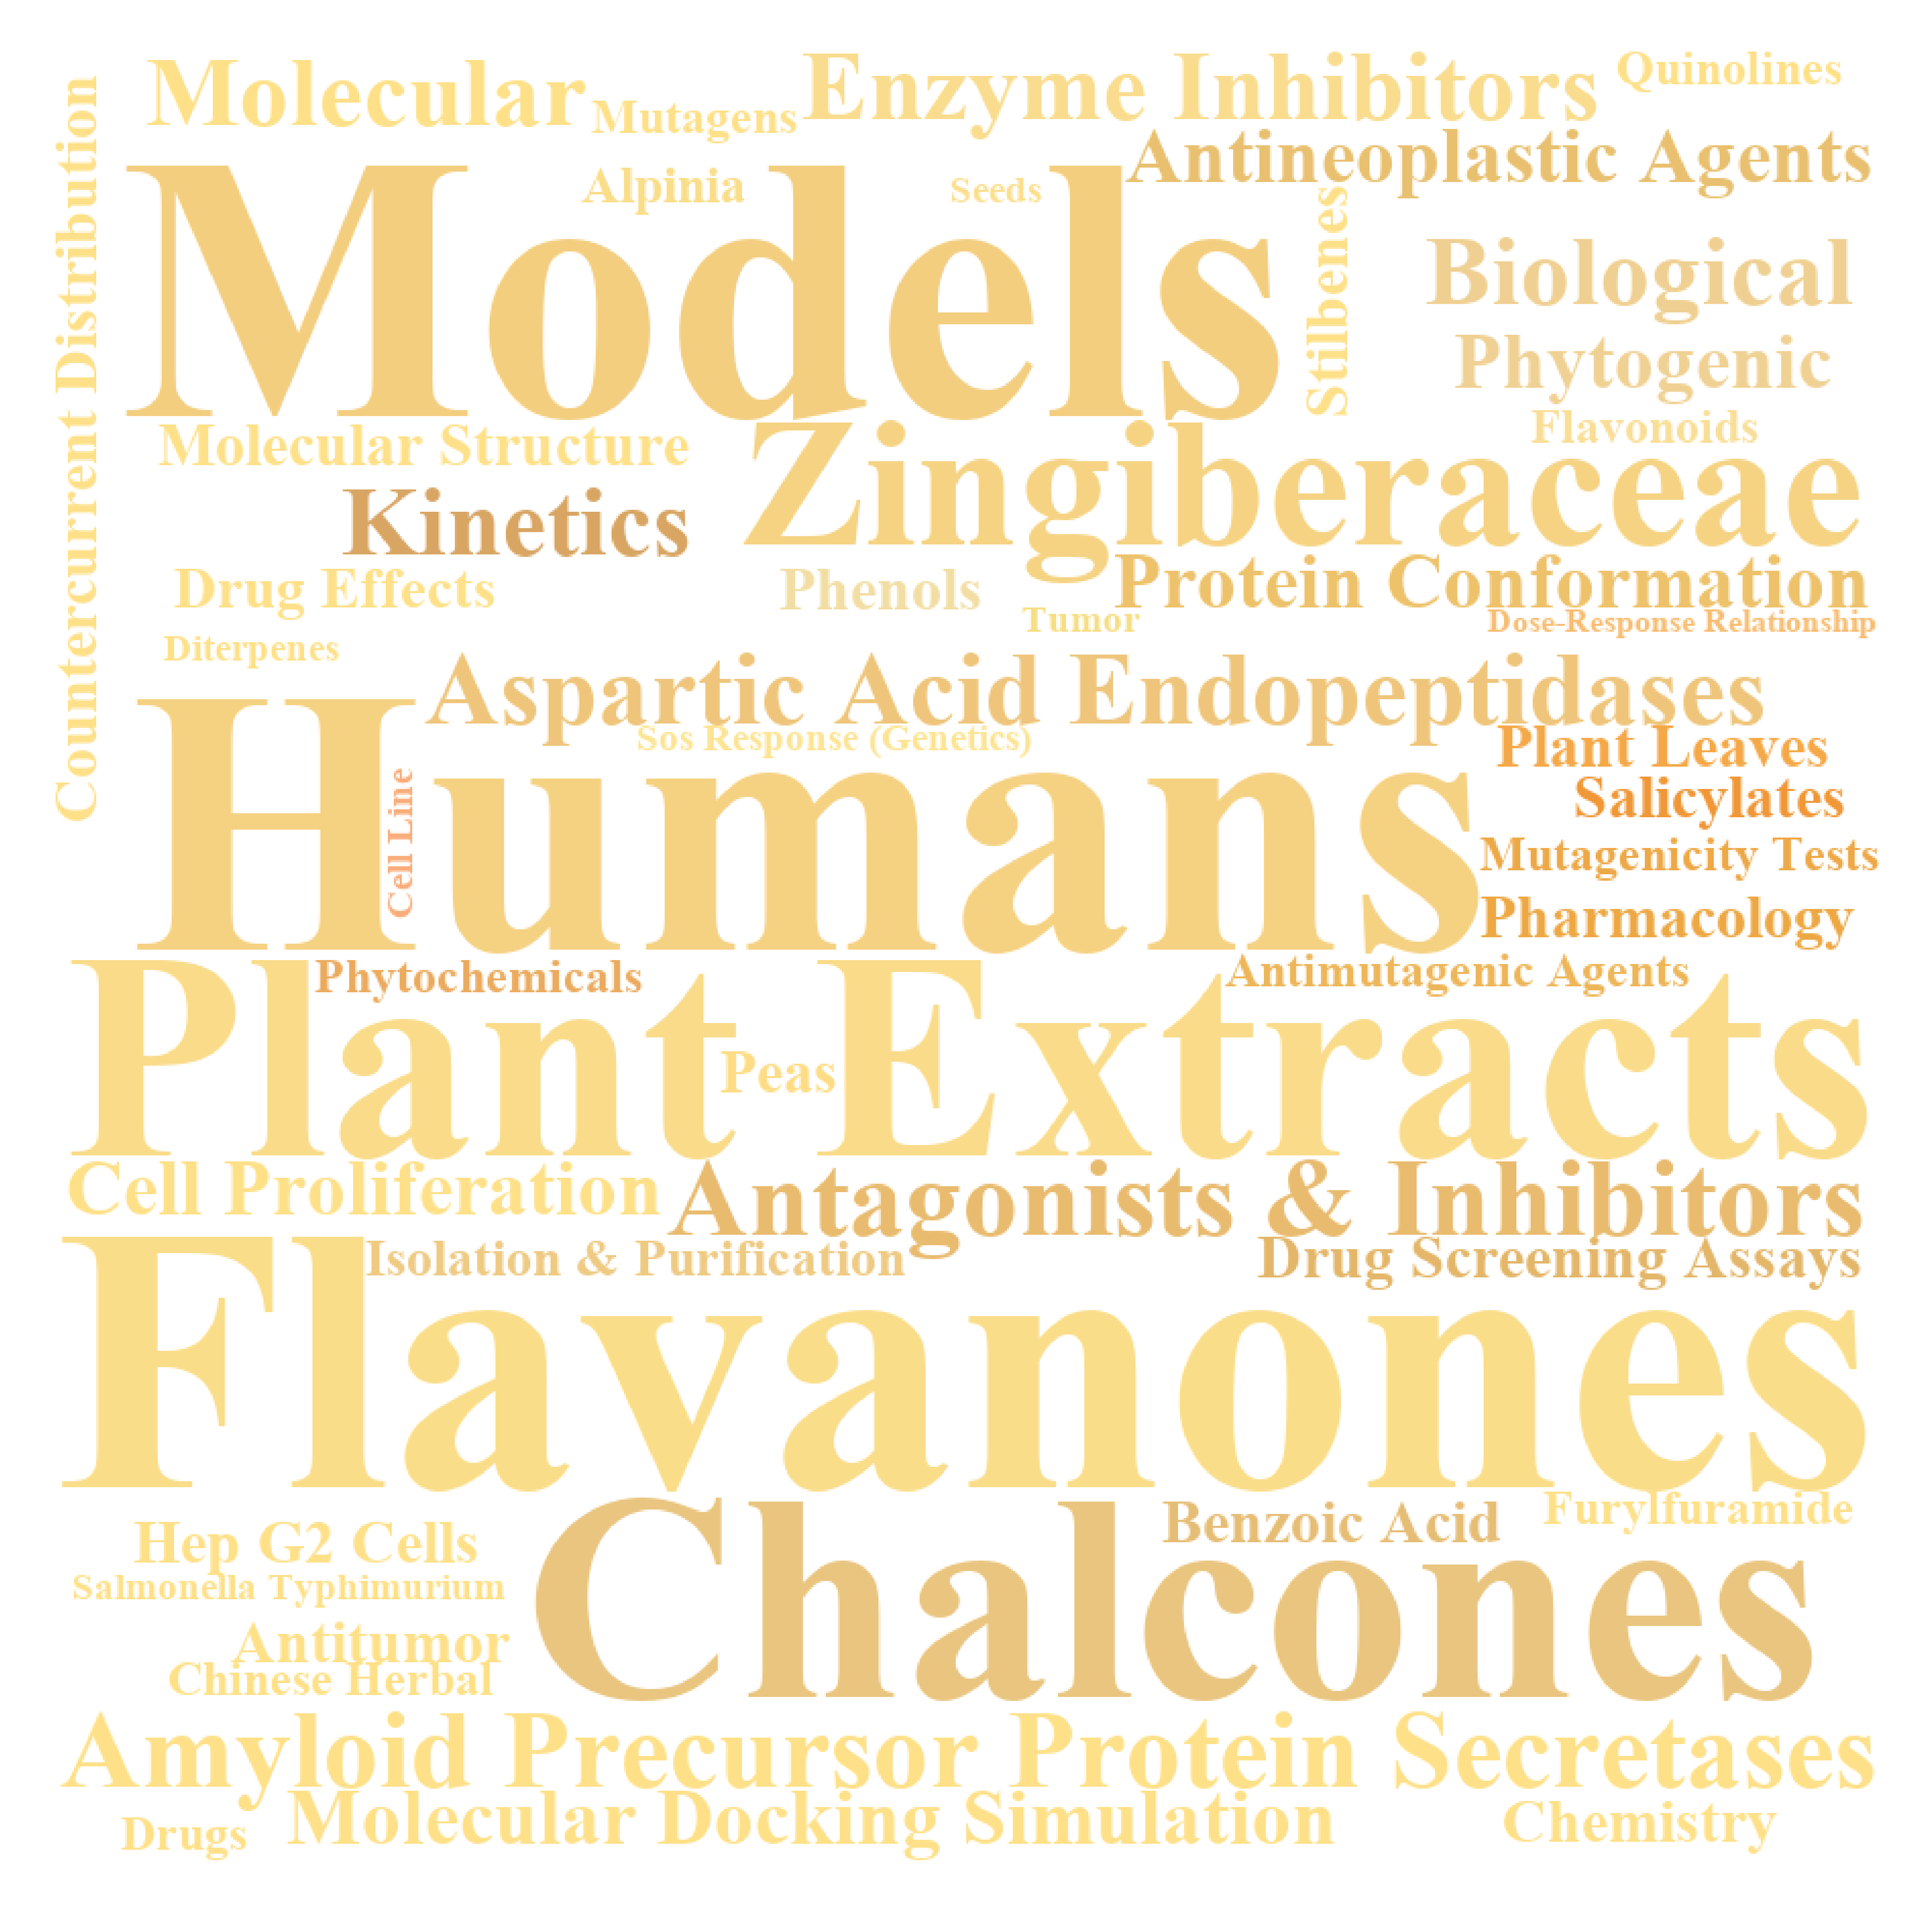 Molecular
Mutagens
Enzyme Inhibitors
Quinolines
Antineoplastic Agents
Models
Alpinia
Seeds
Stilbenes
Countercurrent Distribution
Biological
Phytogenic
Flavonoids
Molecular Structure
Zingiberaceae
Kinetics
Drug Effects
Phenols
Protein Conformation
Tumor
Dose-Response Relationship
Diterpenes
Aspartic Acid Endopeptidases
Sos Response (Genetics)
Humans
Cell Line
Plant Leaves
Salicylates
Mutagenicity Tests
Pharmacology
Phytochemicals
Antimutagenic Agents
Plant Extracts
Peas
Cell Proliferation
Antagonists & Inhibitors
Isolation & Purification
Drug Screening Assays
Flavanones
Chalcones
Benzoic Acid
Furylfuramide
Hep G2 Cells
Salmonella Typhimurium
Antitumor
Chinese Herbal
Amyloid Precursor Protein Secretases
Drugs
Molecular Docking Simulation
Chemistry